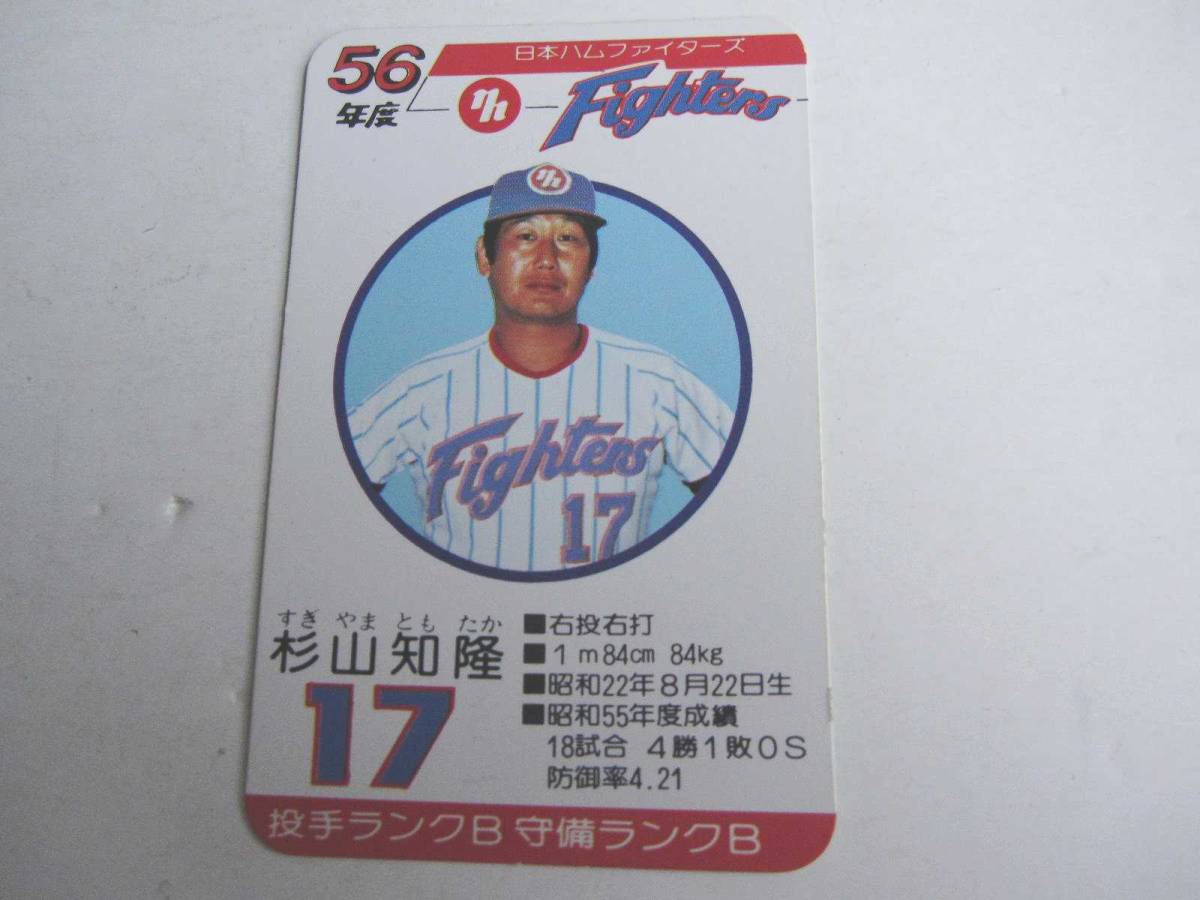 56
年度
日本ハムファイターズ
nh
Fighters
nh
Fighters
17
すぎ やま とも たか
杉山知隆
17
■右投右打
■1m84cm 84kg
■昭和22年8月22日生
■昭和55年度成績
18試合 4勝1敗0S
防御率4.21
投手ランクB 守備ランクB